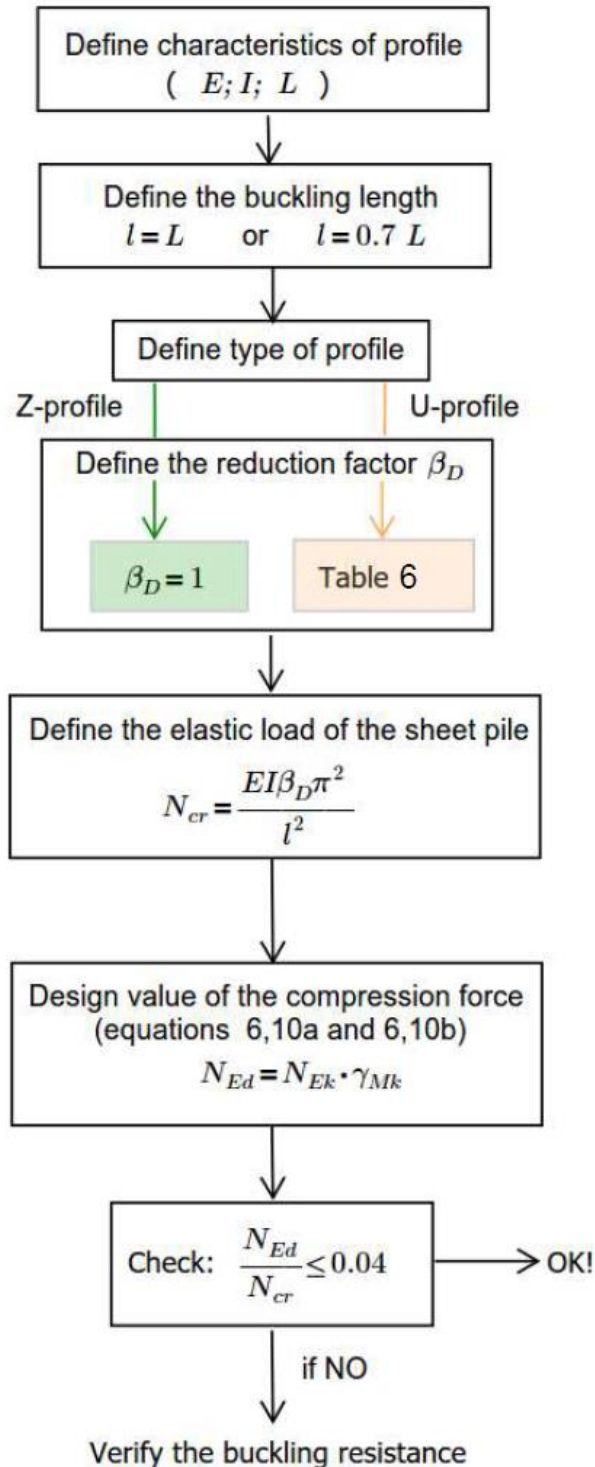 Define characteristics of profile
( E; I; L )
Define the buckling length
l = L or l = 0.7 L
Define type of profile
Z-profile U-profile
Define the reduction factor β_D
β_D = 1 Table 6
Define the elastic load of the sheet pile
N_cr = EIβ_Dπ² / l²
Design value of the compression force
(equations 6,10a and 6,10b)
N_Ed = N_Ek · γ_Mk
Check: N_Ed / N_cr ≤ 0.04 OK!
if NO
Verify the buckling resistance